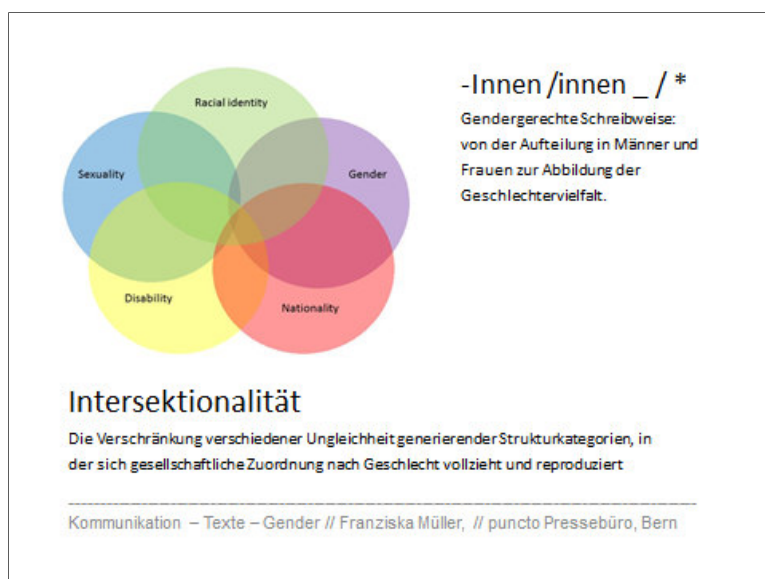 Racial identity
Sexuality
Gender
Disability
Nationality
-Innen /innen _ / *
Gendergerechte Schreibweise:
von der Aufteilung in Männer und
Frauen zur Abbildung der
Geschlechtervielfalt.
Intersektionalität
Die Verschränkung verschiedener Ungleichheit generierender Strukturkategorien, in
der sich gesellschaftliche Zuordnung nach Geschlecht vollzieht und reproduziert
Kommunikation – Texte – Gender // Franziska Müller, // puncto Pressebüro, Bern